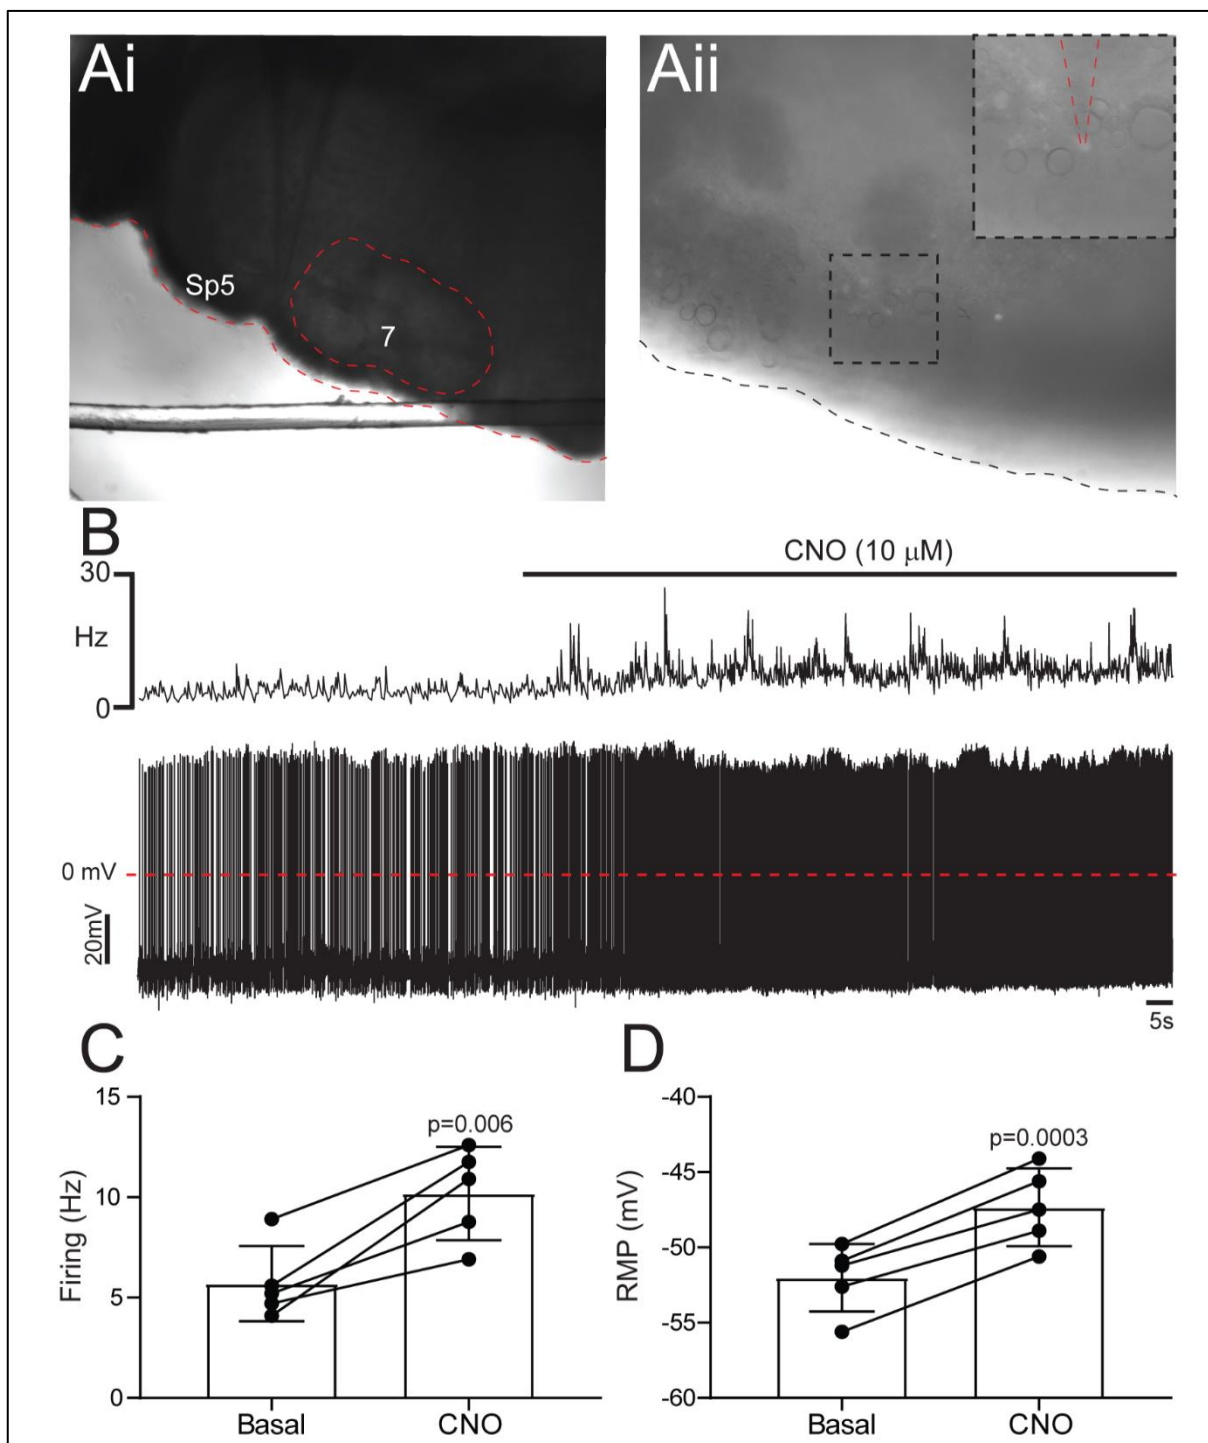 Ai
Aii
Sp5
7
B
CNO (10 μM)
30
Hz
0
0 mV
20mV
5s
C
D
15
10
5
0
Firing (Hz)
p=0.006
Basal
CNO
-40
-45
-50
-55
-60
RMP (mV)
p=0.0003
Basal
CNO